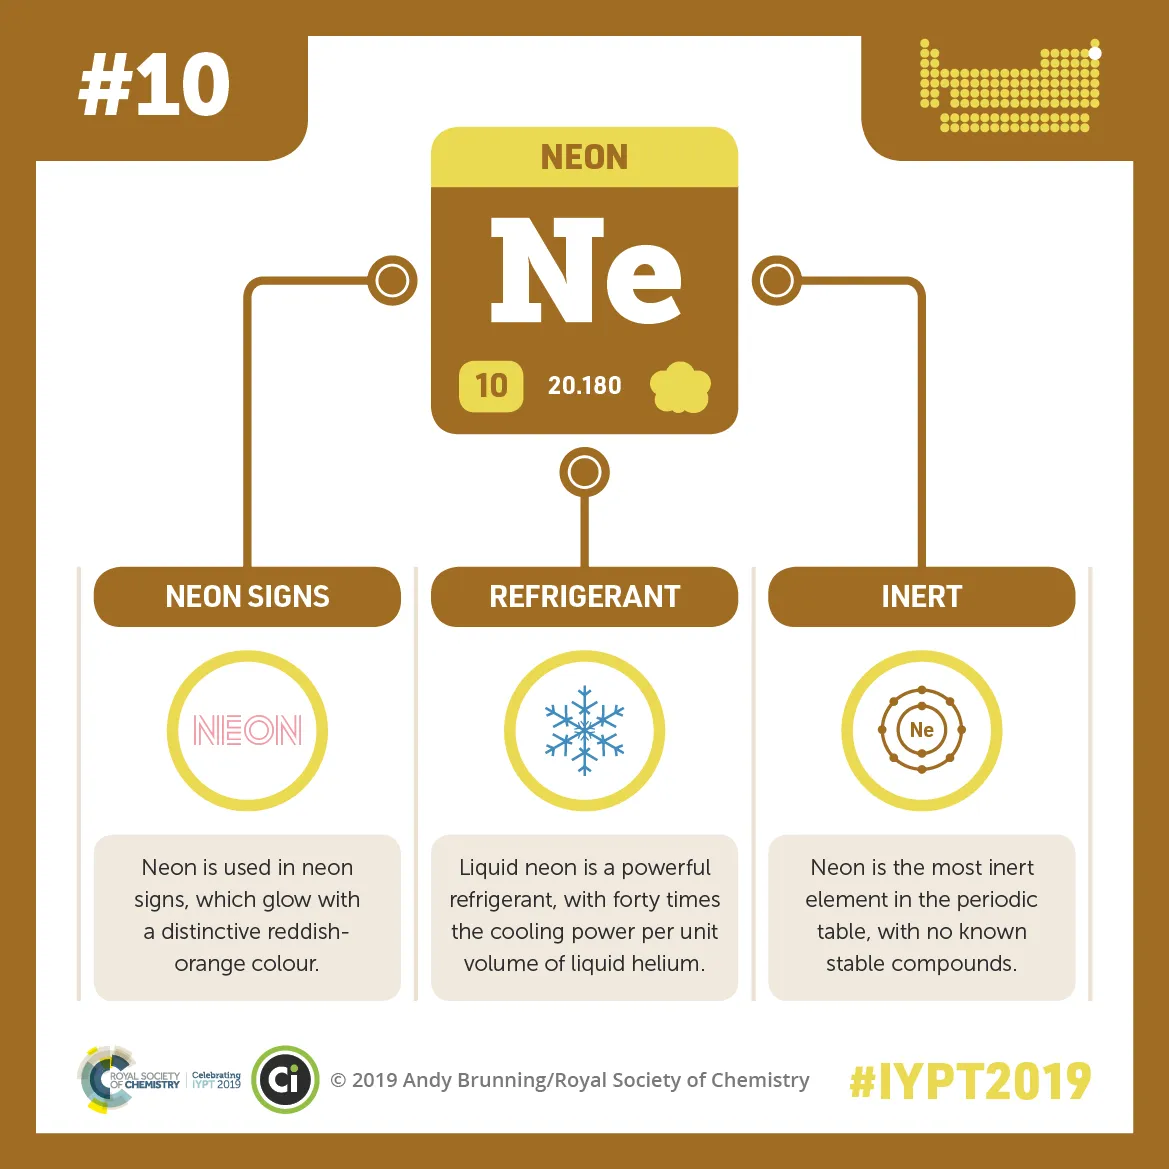 #10
NEON
Ne
10
20.180
NEON SIGNS
NEON
Neon is used in neon
signs, which glow with
a distinctive reddish-
orange colour.
REFRIGERANT
Liquid neon is a powerful
refrigerant, with forty times
the cooling power per unit
volume of liquid helium.
INERT
Ne
Neon is the most inert
element in the periodic
table, with no known
stable compounds.
ROYAL SOCIETY
OF CHEMISTRY
Celebrating
IYPT 2019
Ci
© 2019 Andy Brunning/Royal Society of Chemistry
#IYPT2019